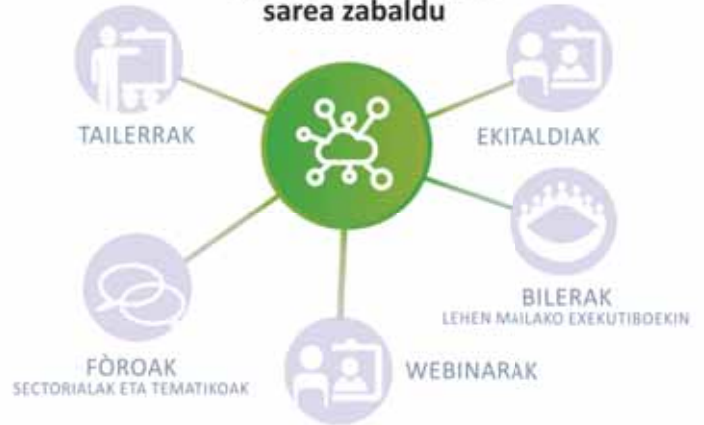 sarea zabaldu
TAILERRAK
EKITALDIAK
BILERAK
LEHEN MAILAKO EXEKUTIBOEKIN
FÒROAK
SECTORIALAK ETA TEMATIKOAK
WEBINARAK